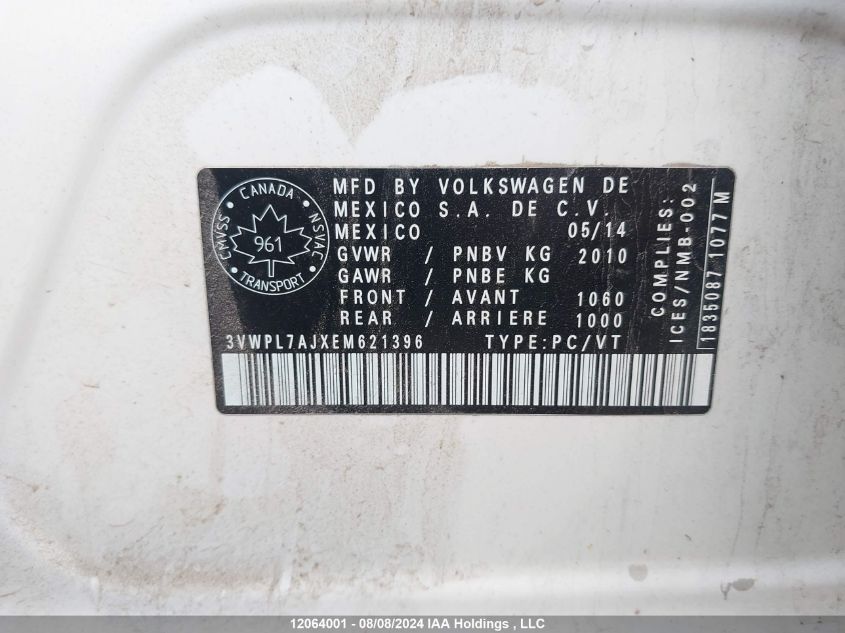 CANADA
CMVSS
NSVAC
961
TRANSPORT
MFD BY VOLKSWAGEN DE
MEXICO S.A. DE C.V.
MEXICO 05/14
GVWR / PNBV KG 2010
GAWR / PNBE KG
FRONT / AVANT 1060
REAR / ARRIERE 1000
3VWPL7AJXEM621396 TYPE:PC/VT
COMPLIES:
ICES/NMB-002
1835087 1077 M
12064001 - 08/08/2024 IAA Holdings , LLC